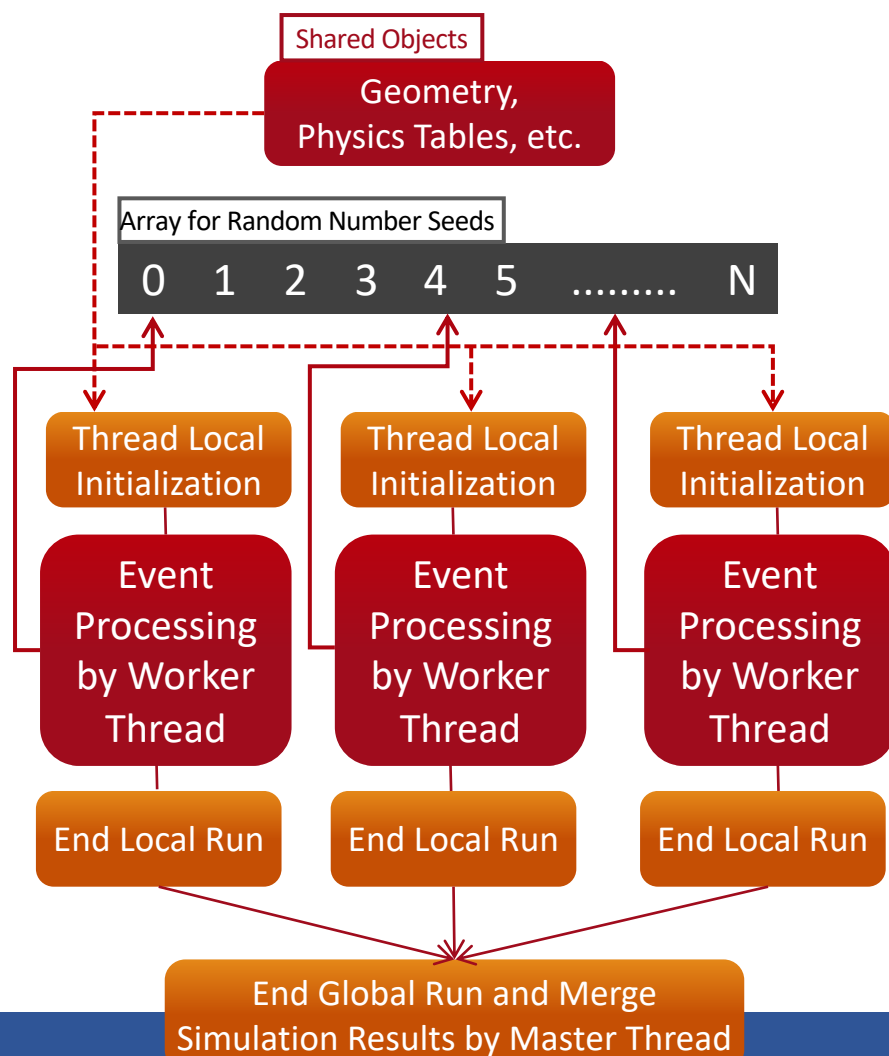 Shared Objects
Geometry,
Physics Tables, etc.
Array for Random Number Seeds
0 1 2 3 4 5 ......... N
Thread Local
Initialization
Thread Local
Initialization
Thread Local
Initialization
Event
Processing
by Worker
Thread
Event
Processing
by Worker
Thread
Event
Processing
by Worker
Thread
End Local Run
End Local Run
End Local Run
End Global Run and Merge
Simulation Results by Master Thread